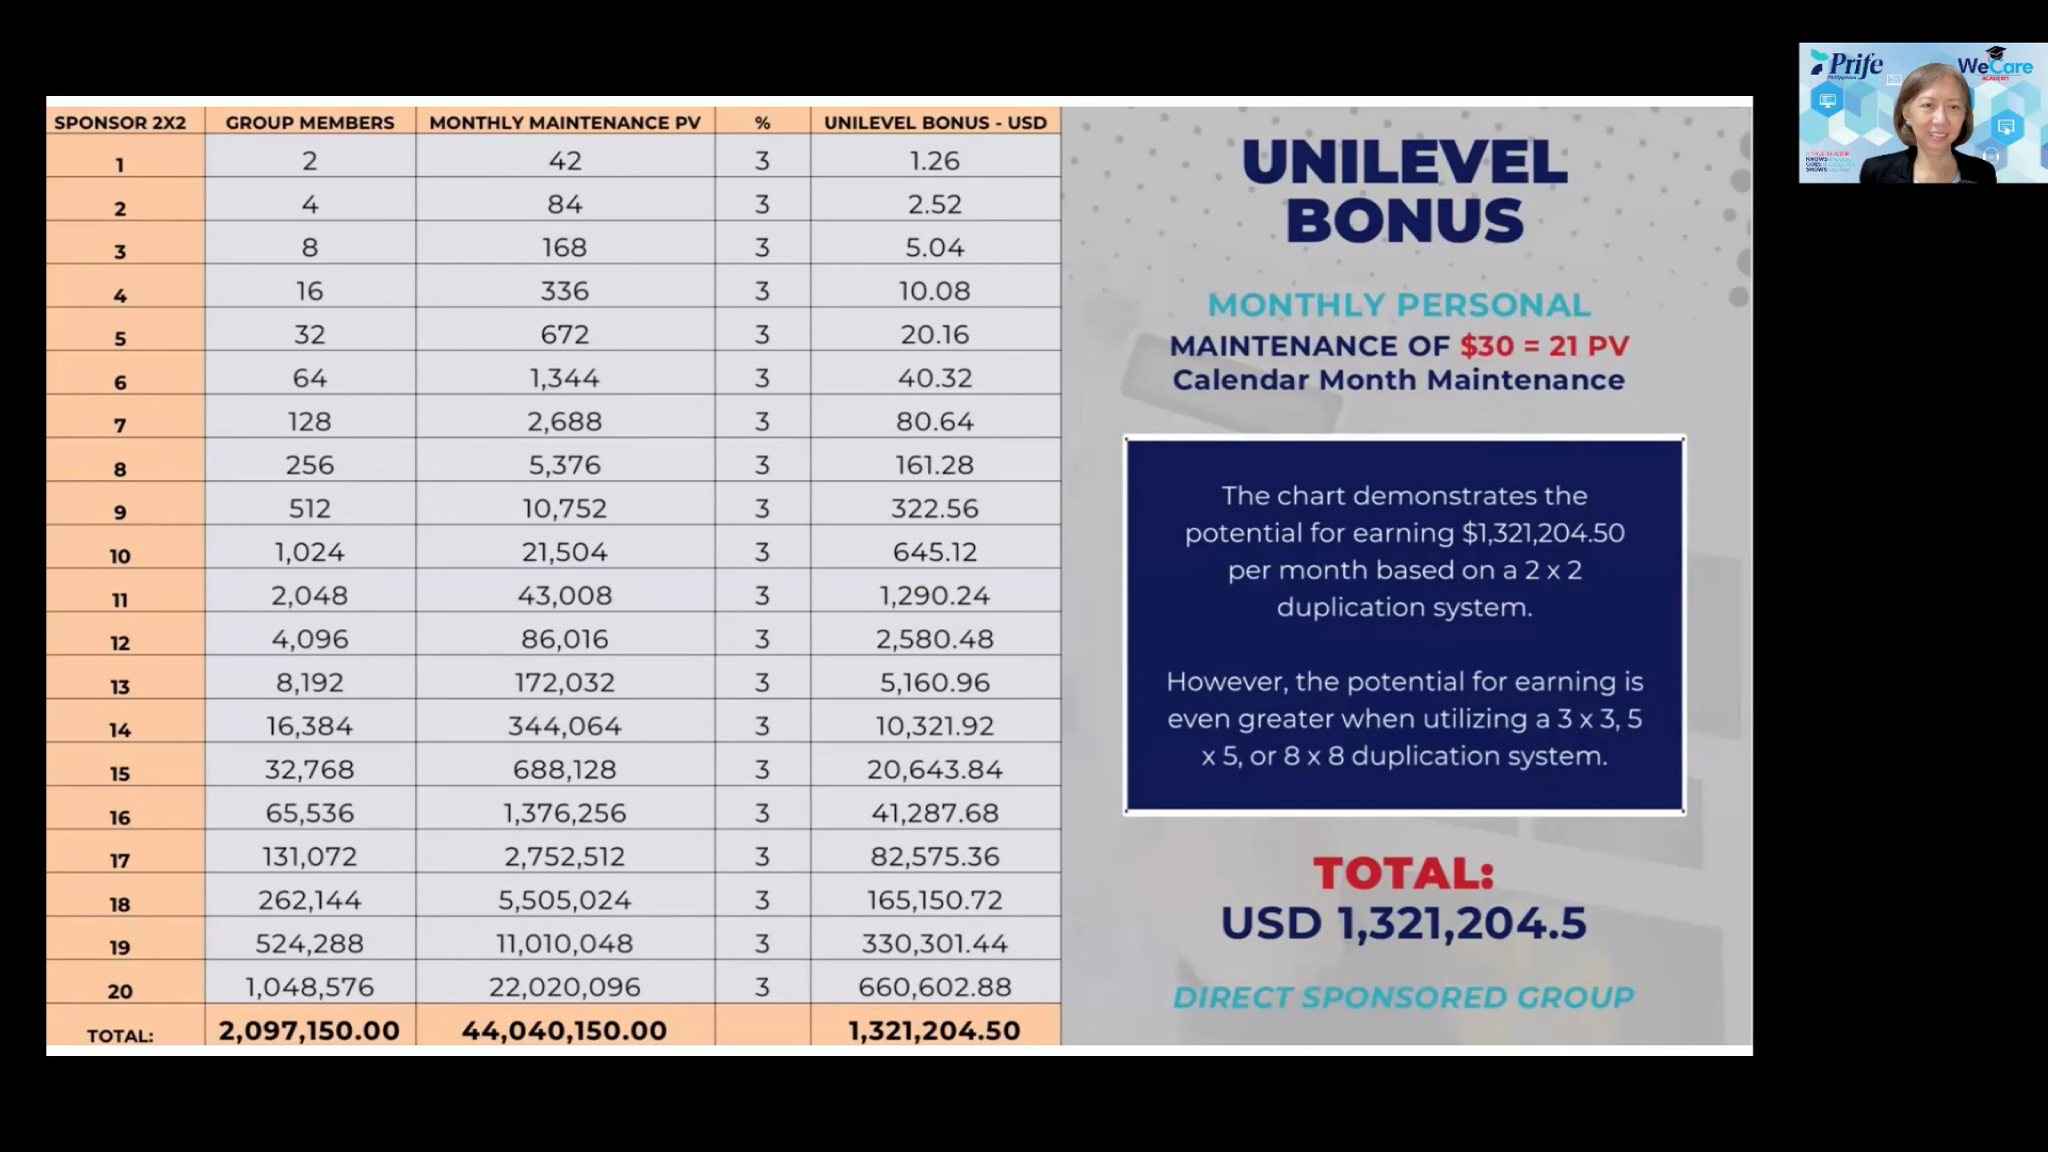 SPONSOR 2X2 GROUP MEMBERS MONTHLY MAINTENANCE PV % UNILEVEL BONUS - USD
1 2 42 3 1.26
2 4 84 3 2.52
3 8 168 3 5.04
4 16 336 3 10.08
5 32 672 3 20.16
6 64 1,344 3 40.32
7 128 2,688 3 80.64
8 256 5,376 3 161.28
9 512 10,752 3 322.56
10 1,024 21,504 3 645.12
11 2,048 43,008 3 1,290.24
12 4,096 86,016 3 2,580.48
13 8,192 172,032 3 5,160.96
14 16,384 344,064 3 10,321.92
15 32,768 688,128 3 20,643.84
16 65,536 1,376,256 3 41,287.68
17 131,072 2,752,512 3 82,575.36
18 262,144 5,505,024 3 165,150.72
19 524,288 11,010,048 3 330,301.44
20 1,048,576 22,020,096 3 660,602.88
TOTAL: 2,097,150.00 44,040,150.00 1,321,204.50
UNILEVEL
BONUS
MONTHLY PERSONAL
MAINTENANCE OF $30 = 21 PV
Calendar Month Maintenance
The chart demonstrates the
potential for earning $1,321,204.50
per month based on a 2 x 2
duplication system.
However, the potential for earning is
even greater when utilizing a 3 x 3, 5
x 5, or 8 x 8 duplication system.
TOTAL:
USD 1,321,204.5
DIRECT SPONSORED GROUP
Prife
WeCare
ACADEMY
KNOWS
GOES
SHOWS